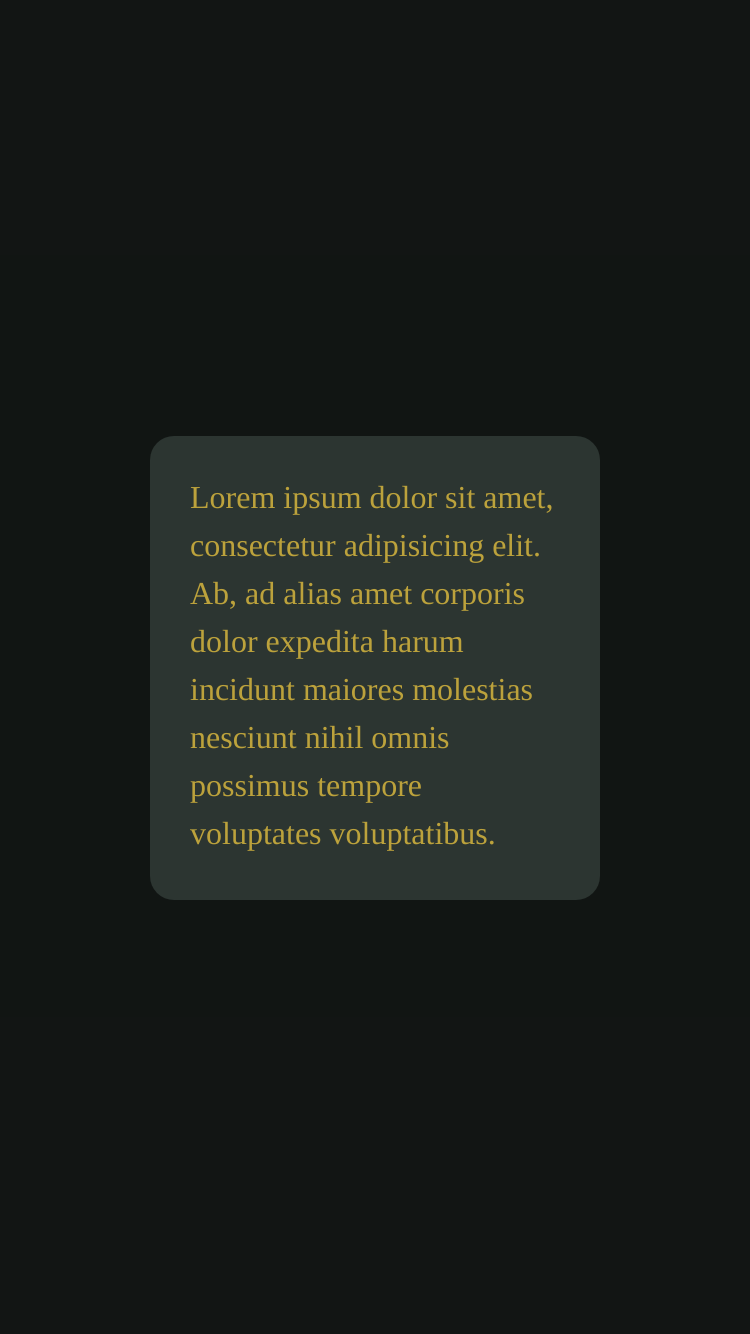 Lorem ipsum dolor sit amet,
consectetur adipisicing elit.
Ab, ad alias amet corporis
dolor expedita harum
incidunt maiores molestias
nesciunt nihil omnis
possimus tempore
voluptates voluptatibus.